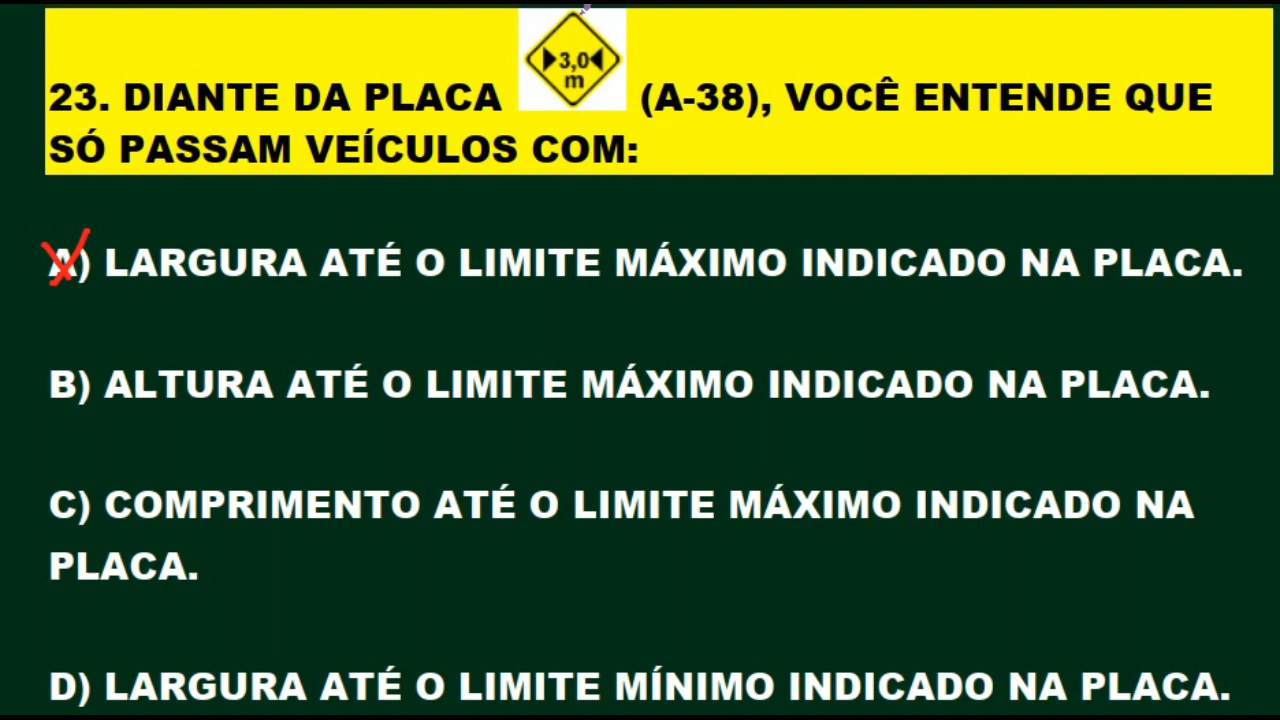 3,0
m
23. DIANTE DA PLACA (A-38), VOCÊ ENTENDE QUE
SÓ PASSAM VEÍCULOS COM:
A) LARGURA ATÉ O LIMITE MÁXIMO INDICADO NA PLACA.
B) ALTURA ATÉ O LIMITE MÁXIMO INDICADO NA PLACA.
C) COMPRIMENTO ATÉ O LIMITE MÁXIMO INDICADO NA
PLACA.
D) LARGURA ATÉ O LIMITE MÍNIMO INDICADO NA PLACA.